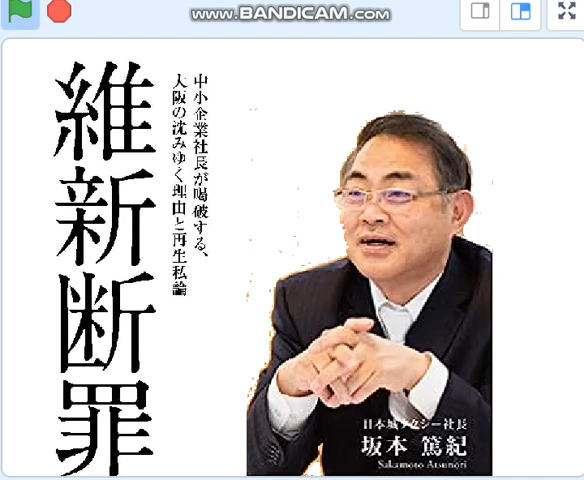 www.BANDICAM.com
維新断罪
中小企業社長が喝破する、
大阪の沈みゆく理由と再生私論
日本城タクシー社長
坂本 篤紀
Sakamoto Atsunori